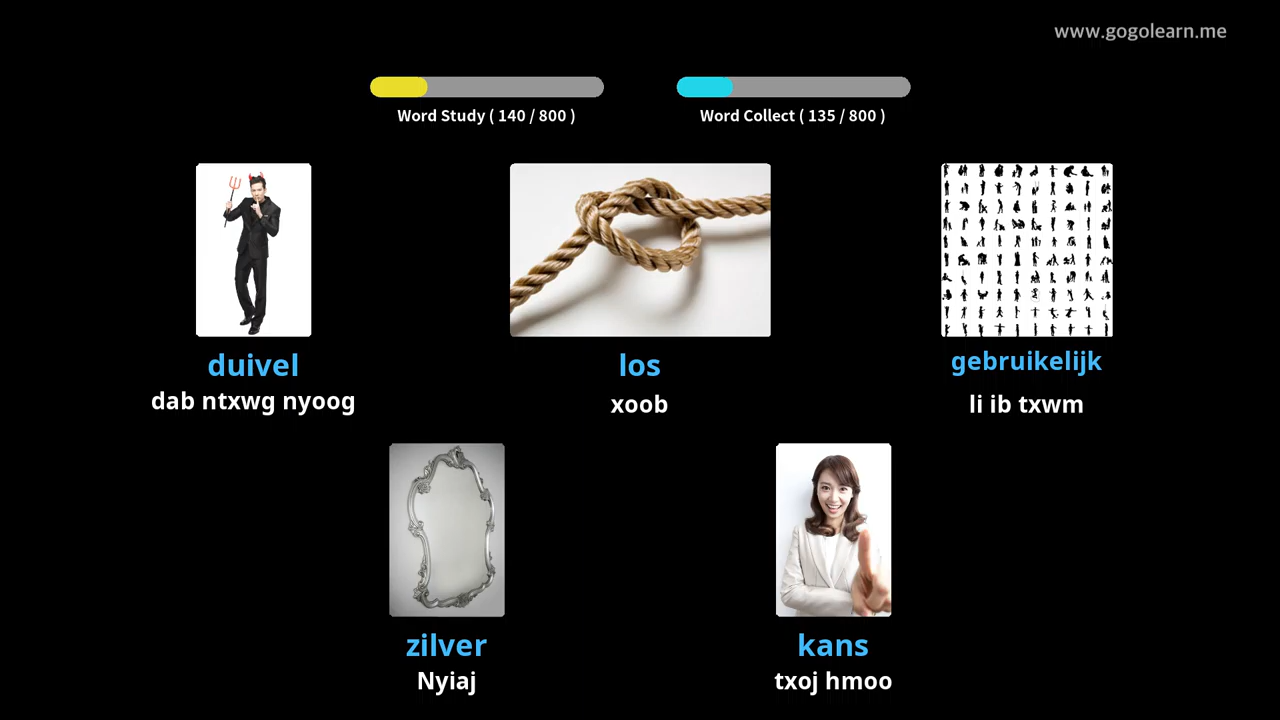 www.gogolearn.me
Word Study ( 140 / 800 )
Word Collect ( 135 / 800 )
duivel
dab ntxwg nyoog
los
xoob
gebruikelijk
li ib txwm
zilver
Nyiaj
kans
txoj hmoo